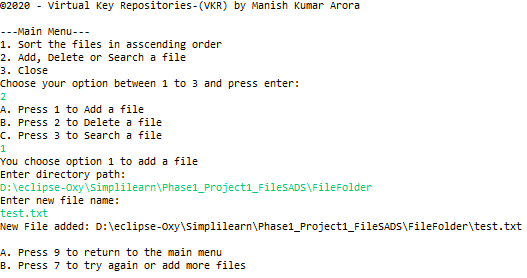 ©2020 - Virtual Key Repositories-(VKR) by Manish Kumar Arora
---Main Menu---
1. Sort the files in asscending order
2. Add, Delete or Search a file
3. Close
Choose your option between 1 to 3 and press enter:
2
A. Press 1 to Add a file
B. Press 2 to Delete a file
C. Press 3 to Search a file
1
You choose option 1 to add a file
Enter directory path:
D:\eclipse-Oxy\Simplilearn\Phase1_Project1_FileSADS\FileFolder
Enter new file name:
test.txt
New File added: D:\eclipse-Oxy\Simplilearn\Phase1_Project1_FileSADS\FileFolder\test.txt
A. Press 9 to return to the main menu
B. Press 7 to try again or add more files